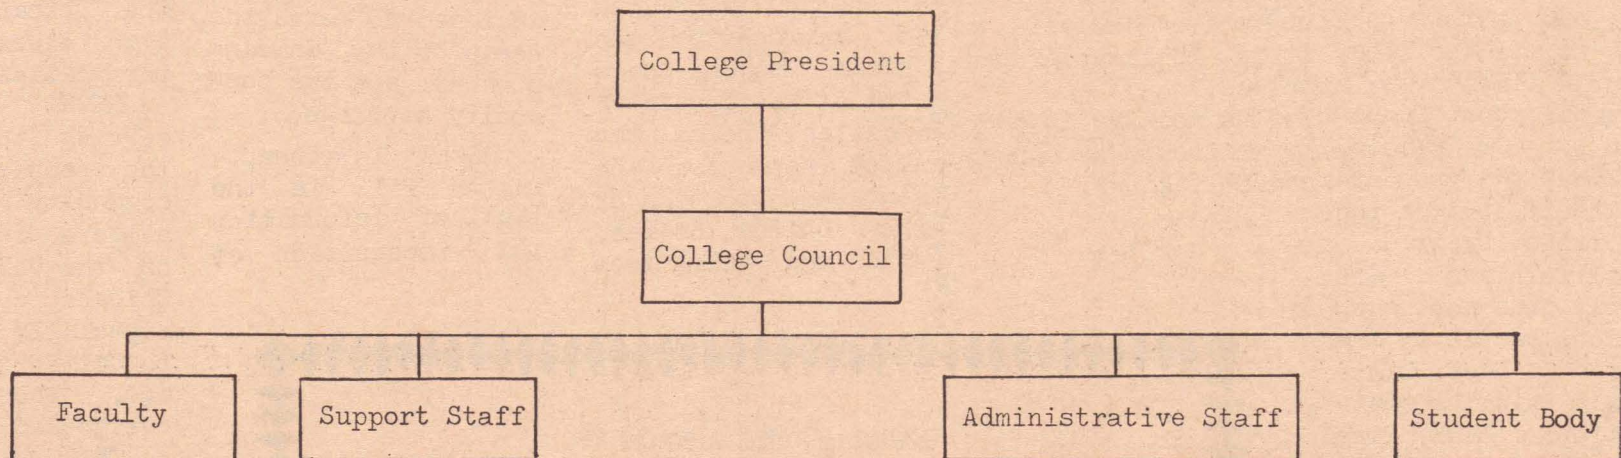 College President
College Council
Faculty
Support Staff
Administrative Staff
Student Body